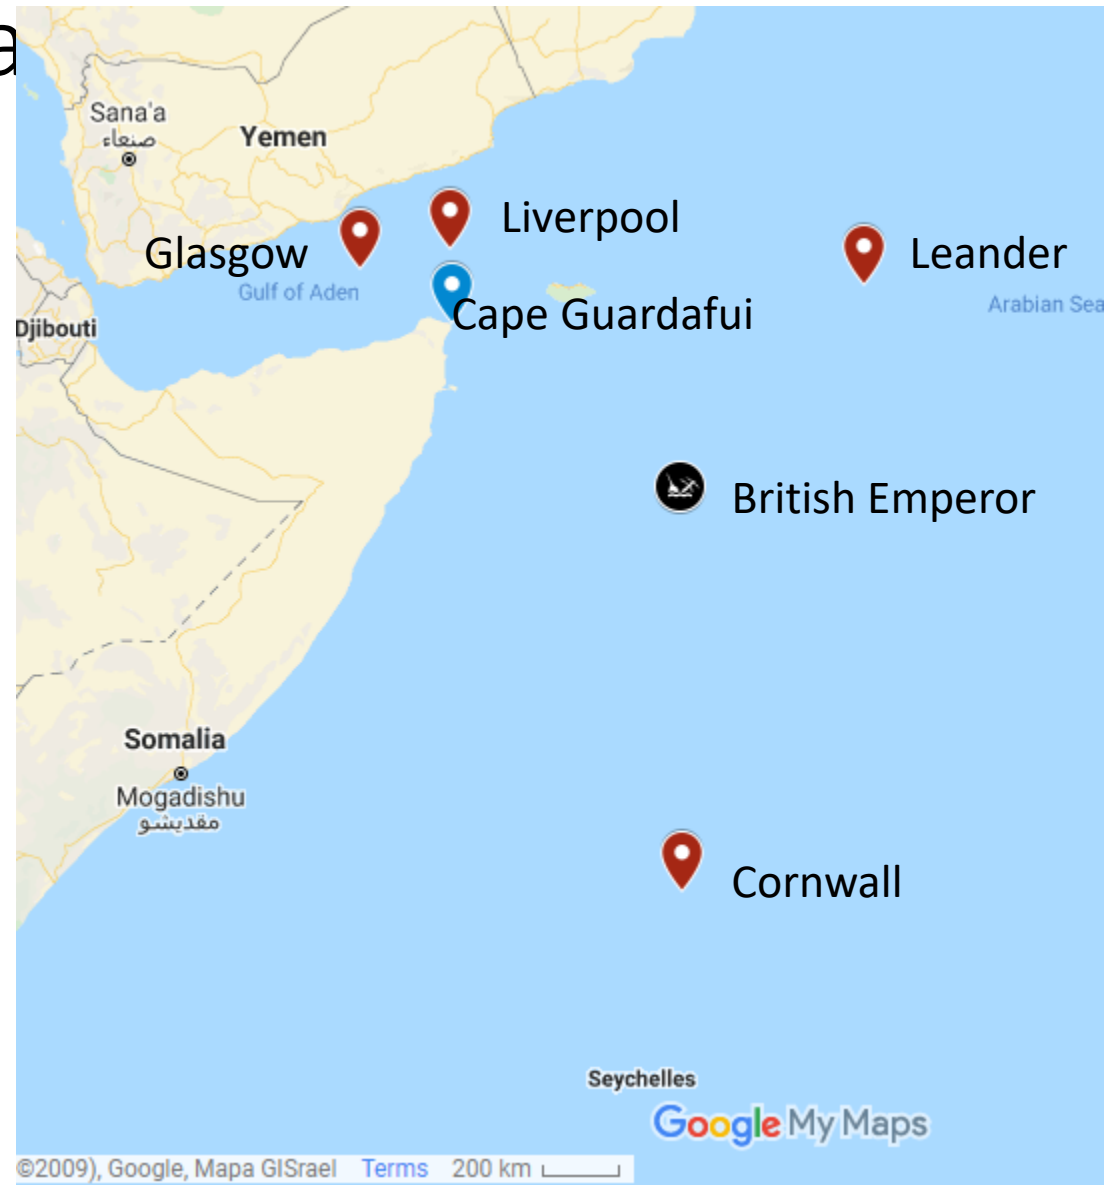 a
Sana'a
صنعاء
Yemen
Liverpool
Glasgow
Leander
Gulf of Aden
Arabian Sea
Cape Guardafui
Djibouti
British Emperor
Somalia
Mogadishu
مقديشو
Cornwall
Seychelles
Google My Maps
©2009), Google, Mapa GISrael Terms 200 km